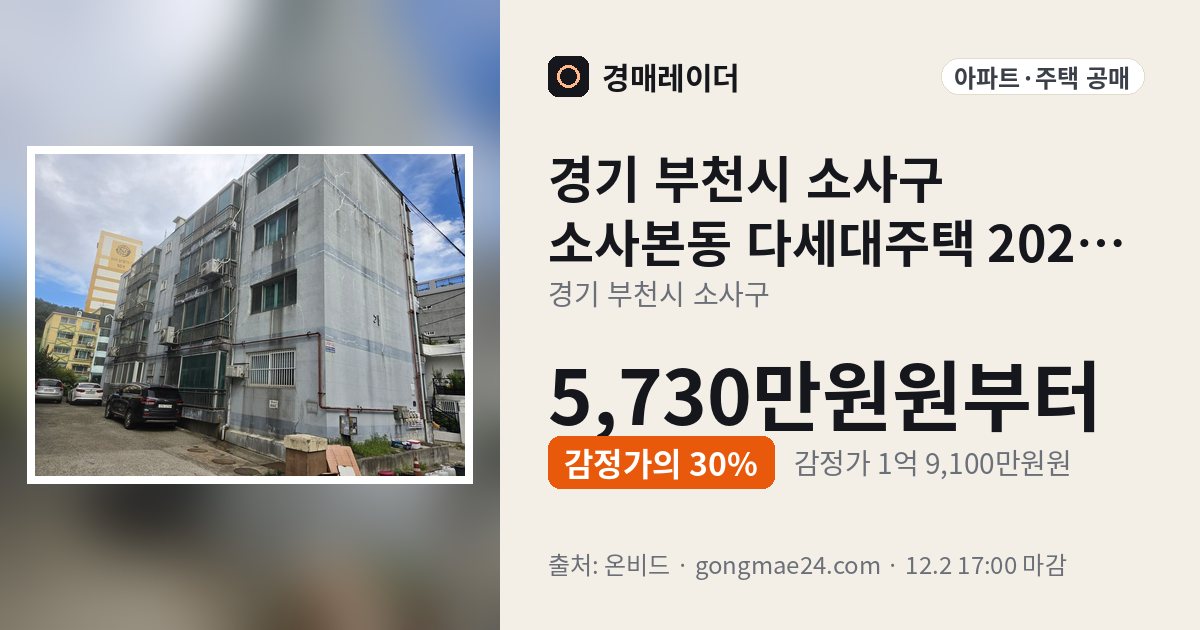 경매레이더
아파트·주택 공매
경기 부천시 소사구
소사본동 다세대주택 202…
경기 부천시 소사구
5,730만원원부터
감정가의 30%
감정가 1억 9,100만원원
출처: 온비드 · gongmae24.com · 12.2 17:00 마감
가